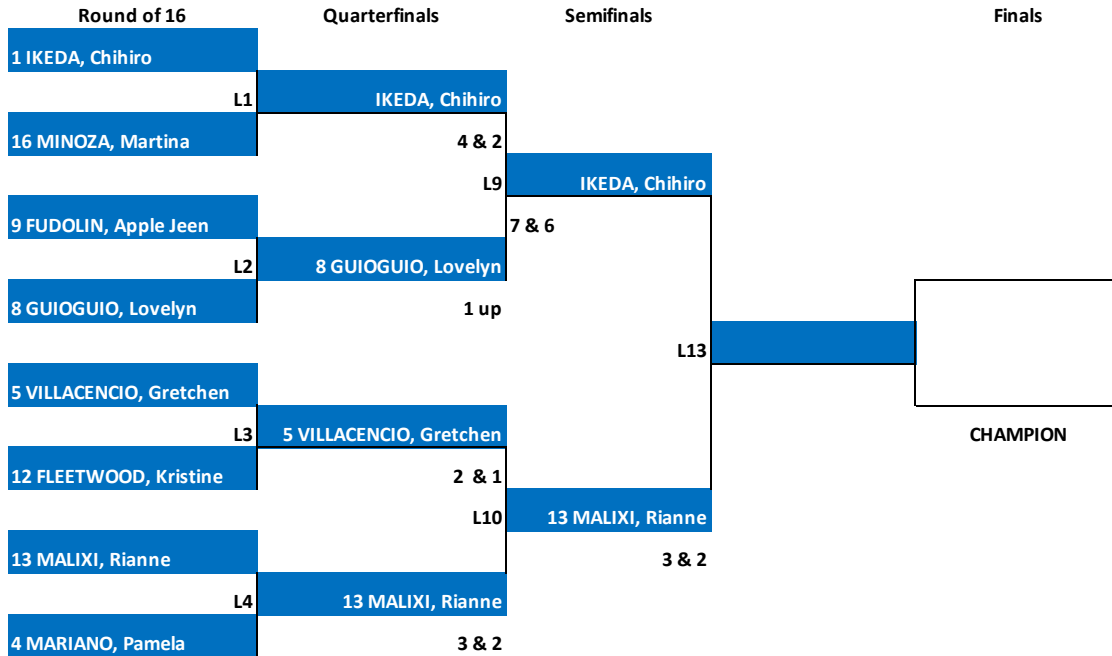 Round of 16 Quarterfinals Semifinals Finals
1 IKEDA, Chihiro
L1 IKEDA, Chihiro
16 MINOZA, Martina 4 & 2
L9 IKEDA, Chihiro
9 FUDOLIN, Apple Jeen 7 & 6
L2 8 GUIOGUIO, Lovelyn
8 GUIOGUIO, Lovelyn 1 up
L13
5 VILLACENCIO, Gretchen
L3 5 VILLACENCIO, Gretchen CHAMPION
12 FLEETWOOD, Kristine 2 & 1
L10 13 MALIXI, Rianne
13 MALIXI, Rianne 3 & 2
L4 13 MALIXI, Rianne
4 MARIANO, Pamela 3 & 2